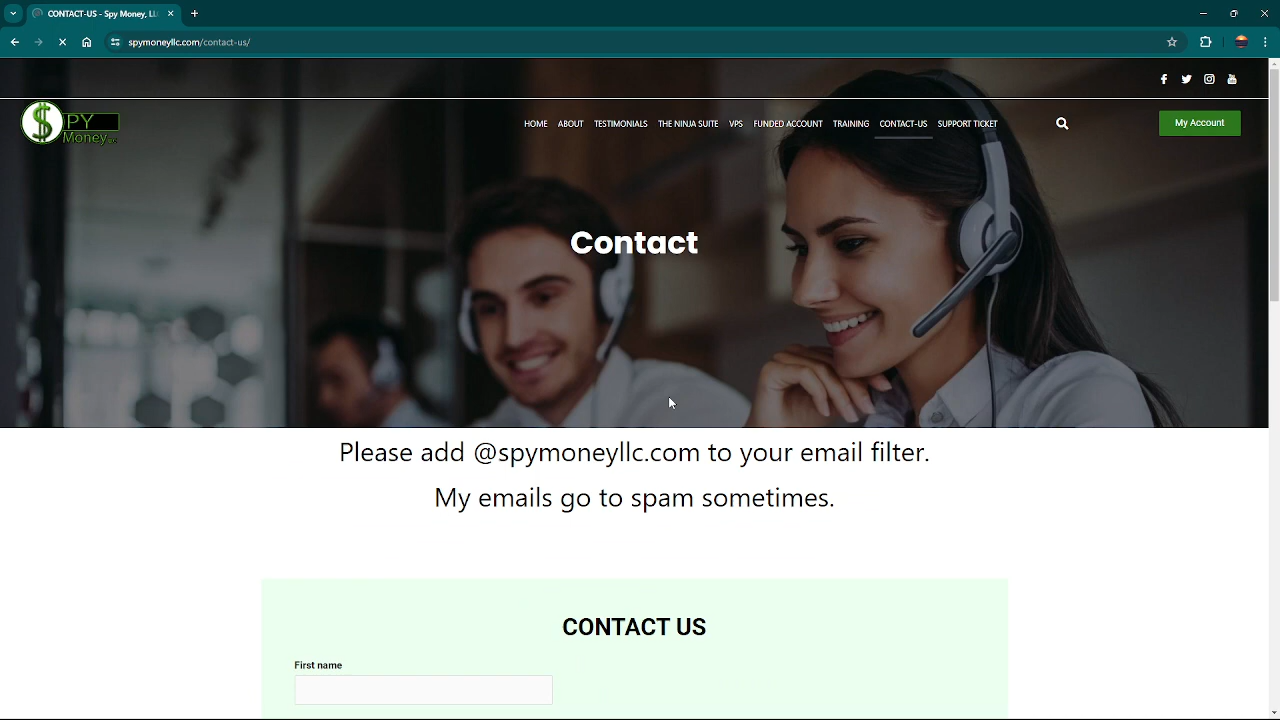 CONTACT-US - Spy Money, LL
spymoneyllc.com/contact-us/
$PY
Money
HOME
ABOUT
TESTIMONIALS
THE NINJA SUITE
VPS
FUNDED ACCOUNT
TRAINING
CONTACT-US
SUPPORT TICKET
My Account
Contact
Please add @spymoneyllc.com to your email filter.
My emails go to spam sometimes.
CONTACT US
First name